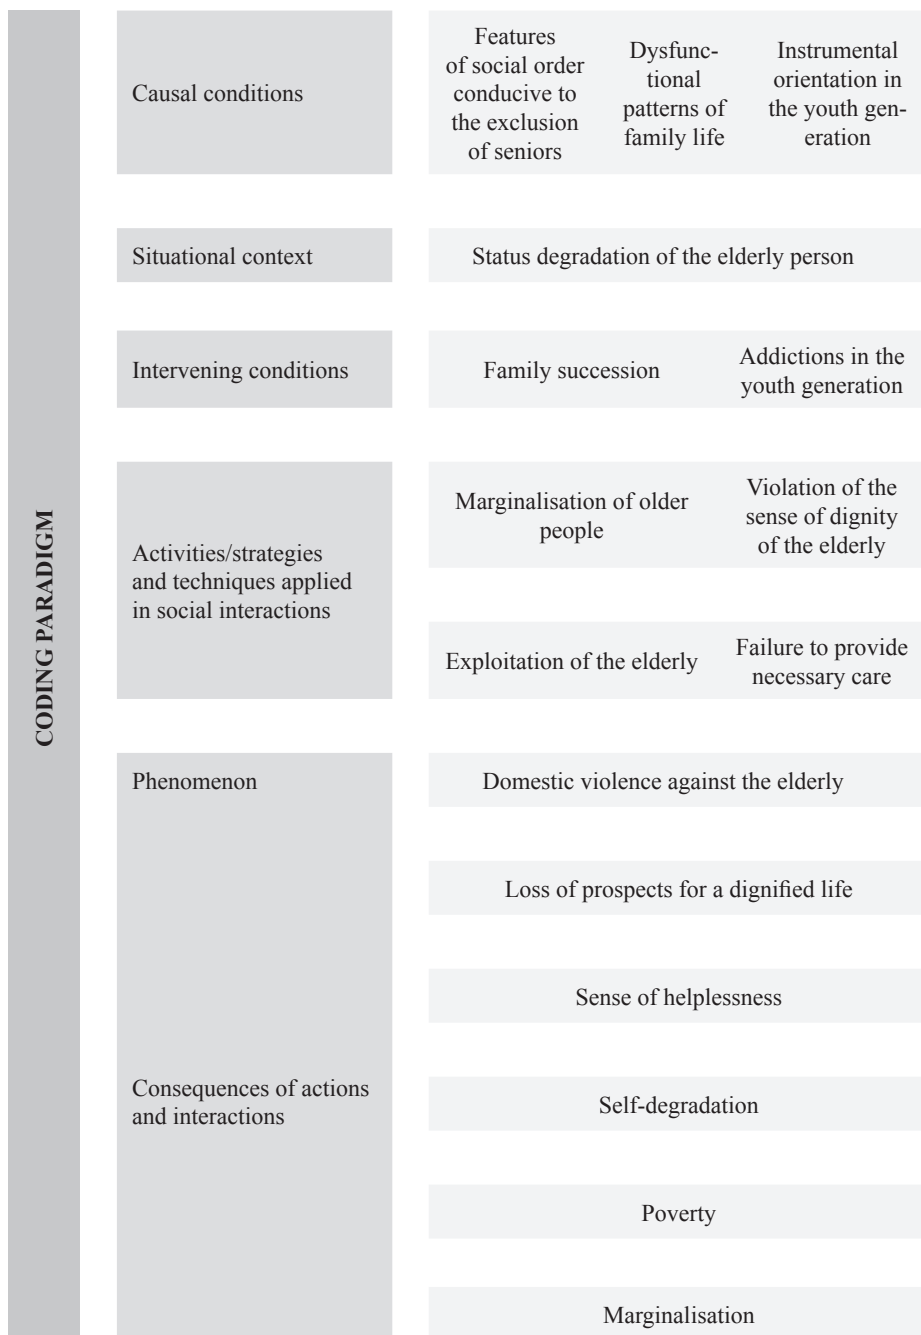 CODING PARADIGM
Causal conditions
Features
of social order
conducive to
the exclusion
of seniors
Dysfunc-
tional
patterns of
family life
Instrumental
orientation in
the youth gen-
eration
Situational context
Status degradation of the elderly person
Intervening conditions
Family succession
Addictions in the
youth generation
Activities/strategies
and techniques applied
in social interactions
Marginalisation of older
people
Violation of the
sense of dignity
of the elderly
Exploitation of the elderly
Failure to provide
necessary care
Phenomenon
Domestic violence against the elderly
Consequences of actions
and interactions
Loss of prospects for a dignified life
Sense of helplessness
Self-degradation
Poverty
Marginalisation